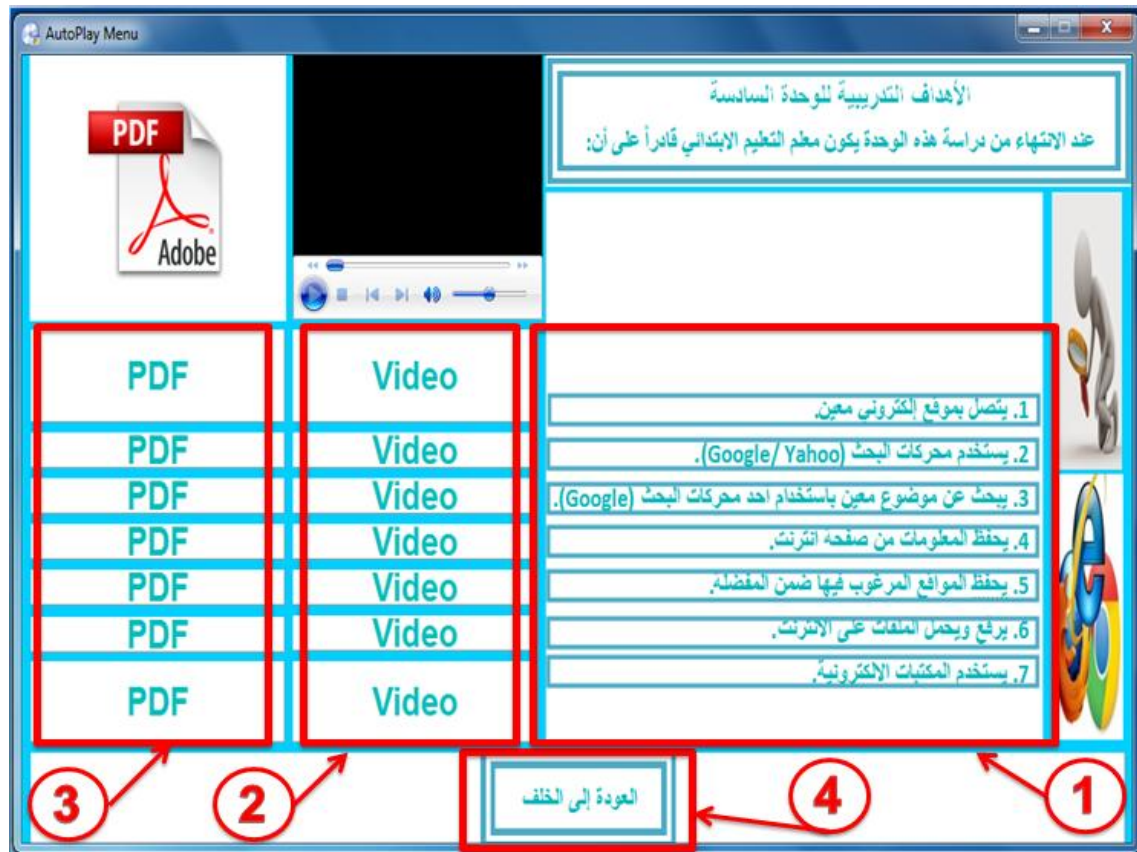 AutoPlay Menu
الأهداف التدريبية للوحدة السادسة
عند الانتهاء من دراسة هذه الوحدة يكون معلم التعليم الابتدائي قادراً على أن:
PDF
Adobe
1. يتصل بموقع إلكتروني معين.
Video
PDF
2. يستخدم محركات البحث (Google/ Yahoo).
Video
PDF
3. يبحث عن موضوع معين باستخدام احد محركات البحث (Google).
Video
PDF
4. يحفظ المعلومات من صفحة انترنت.
Video
PDF
5. يحفظ المواقع المرغوب فيها ضمن المفضلة.
Video
PDF
6. يرفع ويحمل الملفات على الانترنت.
Video
PDF
7. يستخدم المكتبات الالكترونية.
Video
PDF
العودة إلى الخلف
1
4
2
3